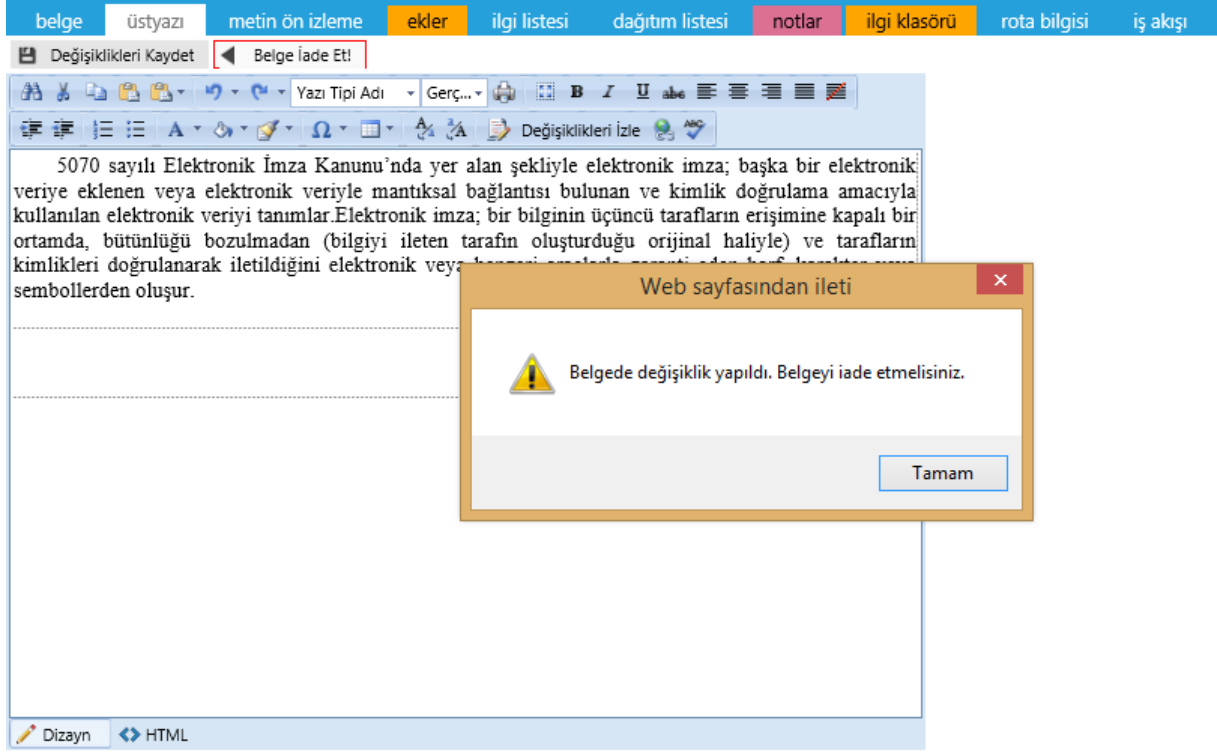 belge üstyazı metin ön izleme ekler ilgi listesi dağıtım listesi notlar ilgi klasörü rota bilgisi iş akışı
Değişiklikleri Kaydet Belge İade Et!
Yazı Tipi Adı Gerç... B I U abc
A Ω Değişiklikleri İzle ABC
5070 sayılı Elektronik İmza Kanunu’nda yer alan şekliyle elektronik imza; başka bir elektronik
veriye eklenen veya elektronik veriyle mantıksal bağlantısı bulunan ve kimlik doğrulama amacıyla
kullanılan elektronik veriyi tanımlar.Elektronik imza; bir bilginin üçüncü tarafların erişimine kapalı bir
ortamda, bütünlüğü bozulmadan (bilgiyi ileten tarafın oluşturduğu orijinal haliyle) ve tarafların
kimlikleri doğrulanarak iletildiğini elektronik veya
sembollerden oluşur.
Web sayfasından ileti
Belgede değişiklik yapıldı. Belgeyi iade etmelisiniz.
Tamam
Dizayn HTML